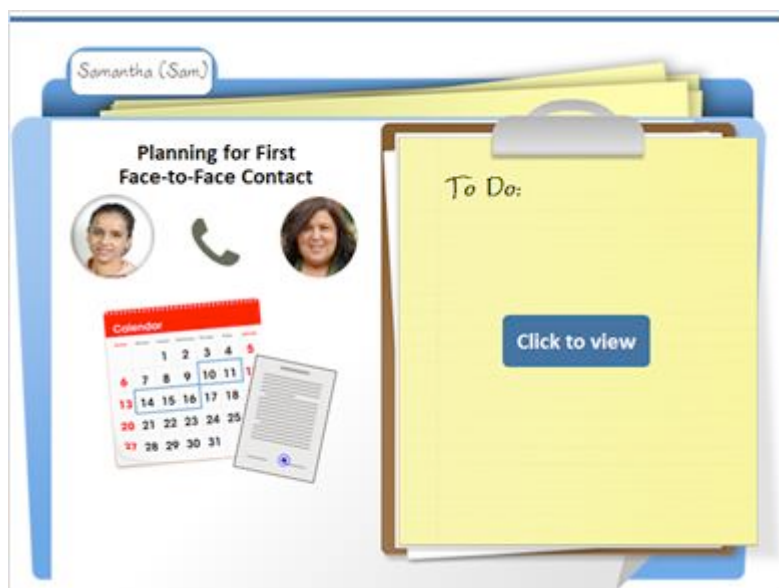 Samantha (Sam)
Planning for First
Face-to-Face Contact
To Do:
Click to view
Calendar
1 2 3 4 5
6 7 8 9 10 11
13 14 15 16 17 18
20 21 22 23 24 25
27 28 29 30 31